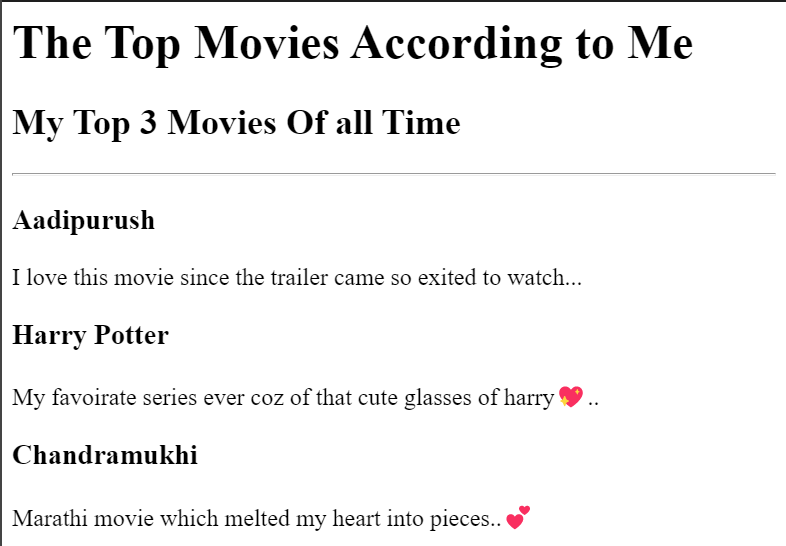 The Top Movies According to Me
My Top 3 Movies Of all Time
Aadipurush
I love this movie since the trailer came so exited to watch...
Harry Potter
My favoirate series ever coz of that cute glasses of harry💖..
Chandramukhi
Marathi movie which melted my heart into pieces..💕